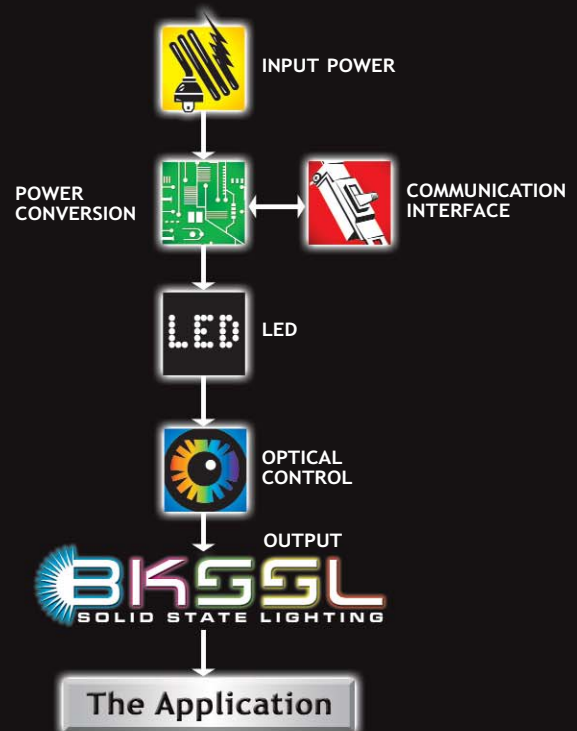 INPUT POWER
POWER
CONVERSION
COMMUNICATION
INTERFACE
LED
LED
OPTICAL
CONTROL
OUTPUT
BKSSL
SOLID STATE LIGHTING
The Application